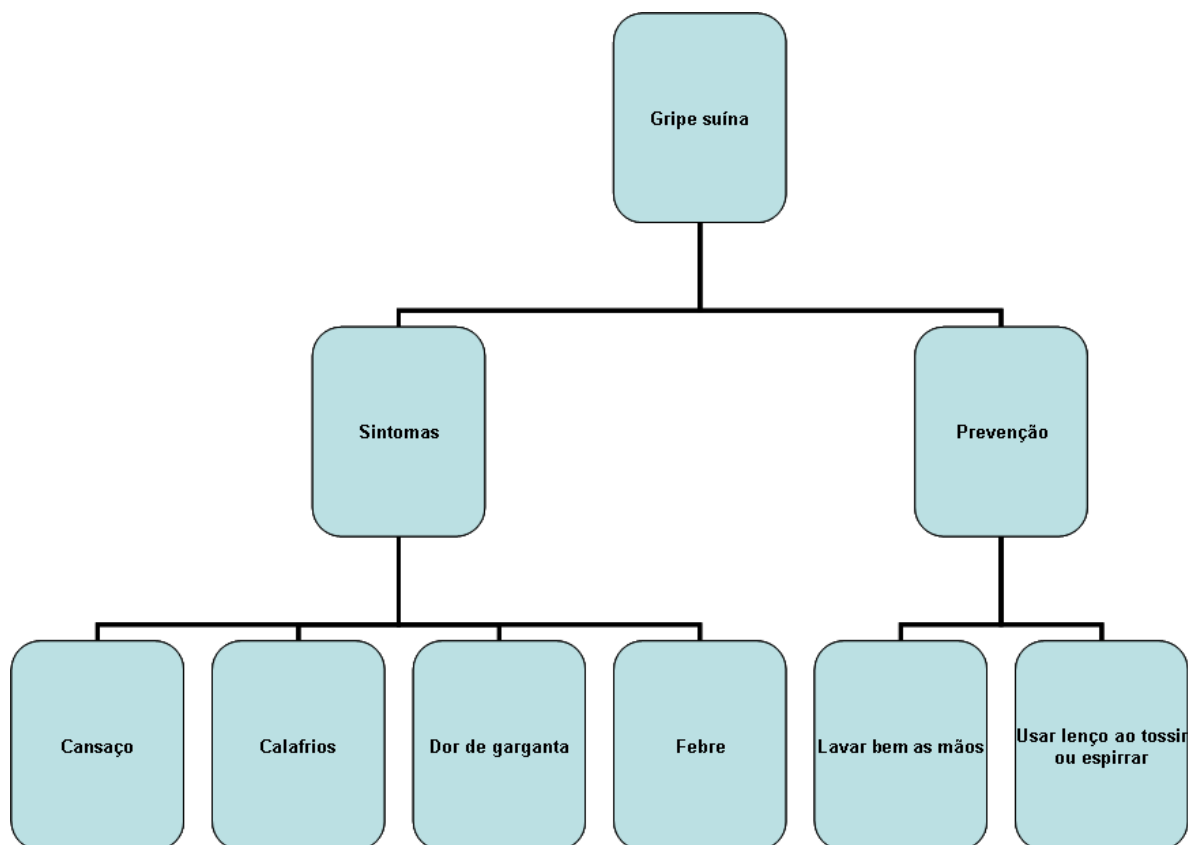 Gripe suína
Sintomas
Prevenção
Cansaço
Calafrios
Dor de garganta
Febre
Lavar bem as mãos
Usar lenço ao tossir
ou espirrar